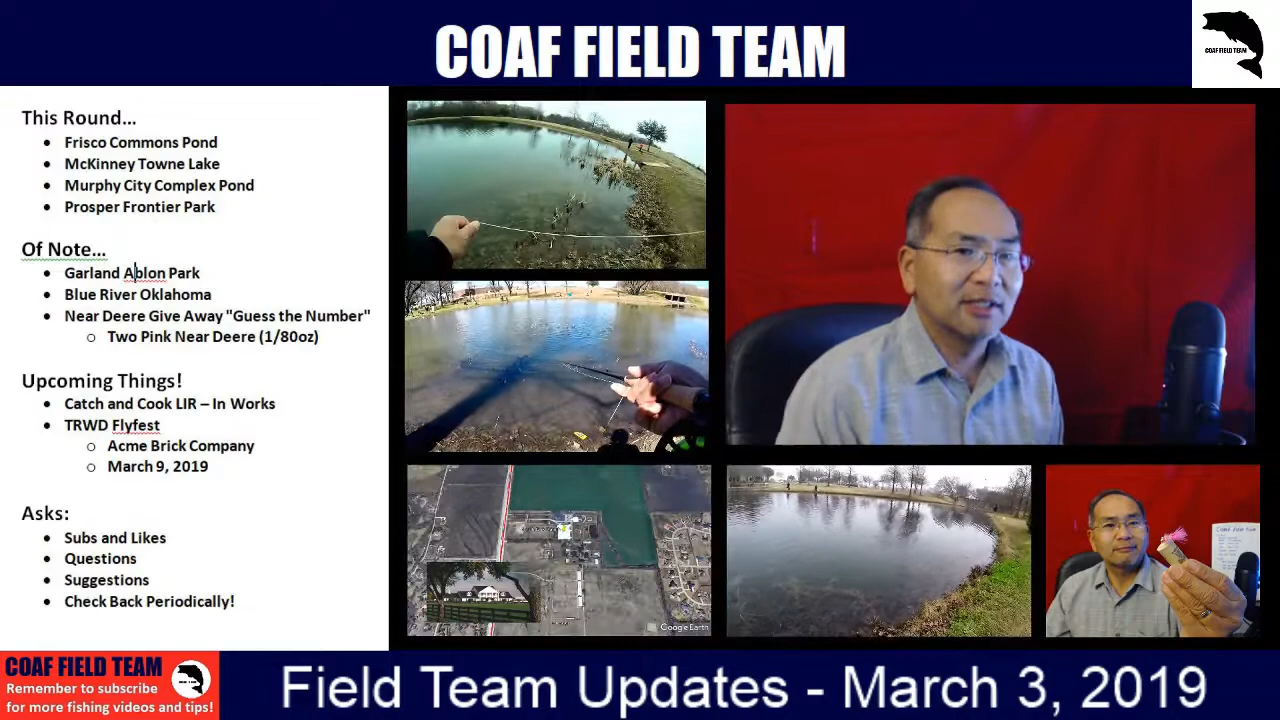 COAF FIELD TEAM
COAF FIELD TEAM
This Round...
• Frisco Commons Pond
• McKinney Towne Lake
• Murphy City Complex Pond
• Prosper Frontier Park
Of Note...
• Garland Ablon Park
• Blue River Oklahoma
• Near Deere Give Away "Guess the Number"
o Two Pink Near Deere (1/80oz)
Upcoming Things!
• Catch and Cook LIR – In Works
• TRWD Flyfest
o Acme Brick Company
o March 9, 2019
Asks:
• Subs and Likes
• Questions
• Suggestions
• Check Back Periodically!
Google Earth
COAF FIELD TEAM
Remember to subscribe
for more fishing videos and tips!
Field Team Updates - March 3, 2019